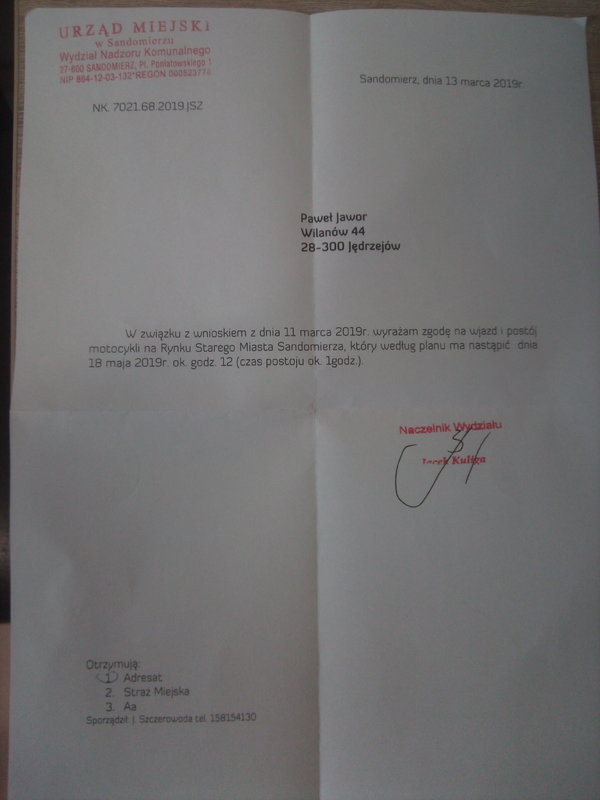 URZĄD MIEJSKI
w Sandomierzu
Wydział Nadzoru Komunalnego
27-600 SANDOMIERZ, Pl. Poniatowskiego 1
NIP 864-12-03-132*REGON 000523770
Sandomierz, dnia 13 marca 2019r.
NK. 7021.68.2019.JSZ
Paweł Jawor
Wilanów 44
28-300 Jędrzejów
W związku z wnioskiem z dnia 11 marca 2019r. wyrażam zgodę na wjazd i postój
motocykli na Rynku Starego Miasta Sandomierza, który według planu ma nastąpić dnia
18 maja 2019r. ok. godz. 12 (czas postoju ok. 1godz.).
Naczelnik Wydziału
Jacek Kuliga
Otrzymują:
1. Adresat
2. Straż Miejska
3. Aa
Sporządził: J. Szczerowoda tel. 158154130